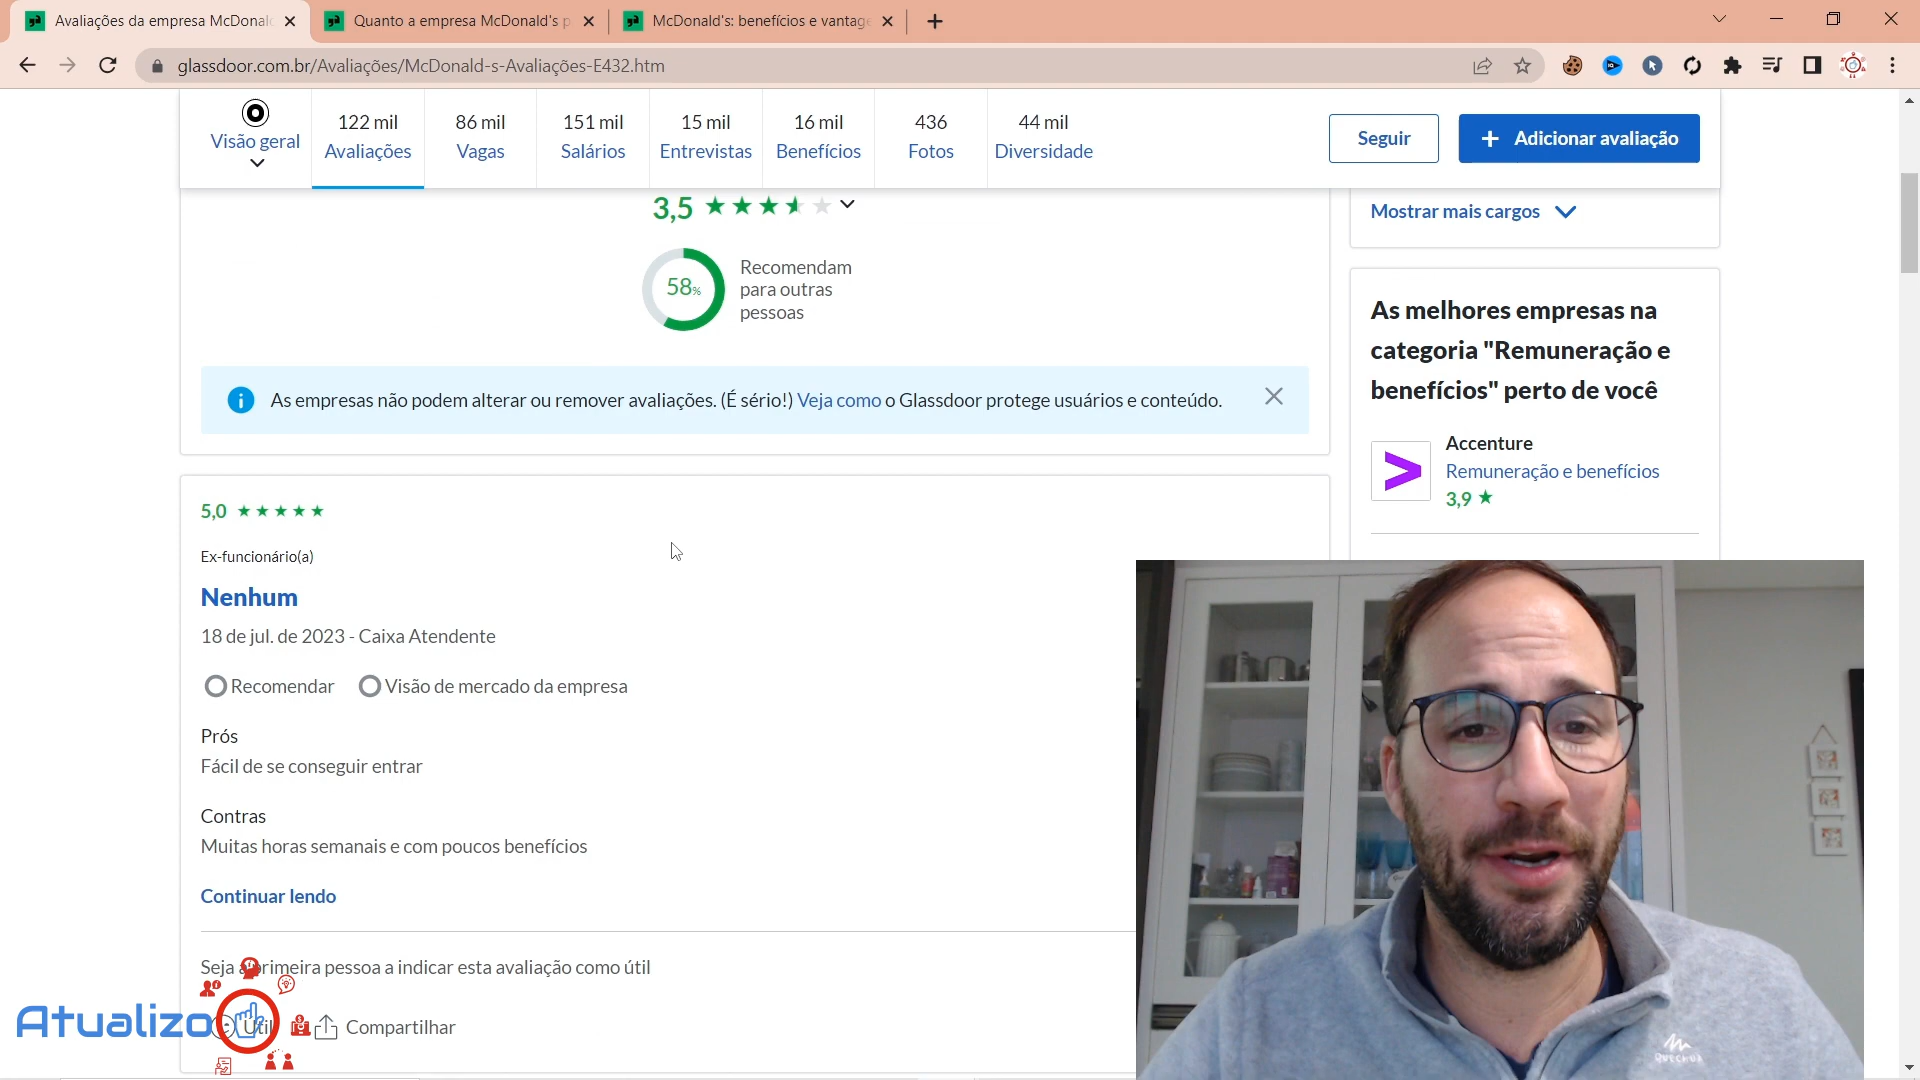 Avaliações da empresa McDonald
Quanto a empresa McDonald's p
McDonald's: benefícios e vantage
glassdoor.com.br/Avaliações/McDonald-s-Avaliações-E432.htm
Visão geral
122 mil
Avaliações
86 mil
Vagas
151 mil
Salários
15 mil
Entrevistas
16 mil
Benefícios
436
Fotos
44 mil
Diversidade
Seguir
+ Adicionar avaliação
3,5
58%
Recomendam
para outras
pessoas
Mostrar mais cargos
As empresas não podem alterar ou remover avaliações. (É sério!) Veja como o Glassdoor protege usuários e conteúdo.
As melhores empresas na
categoria "Remuneração e
benefícios" perto de você
Accenture
Remuneração e benefícios
3,9 ★
5,0 ★★★★★
Ex-funcionário(a)
Nenhum
18 de jul. de 2023 - Caixa Atendente
Recomendar
Visão de mercado da empresa
Prós
Fácil de se conseguir entrar
Contras
Muitas horas semanais e com poucos benefícios
Continuar lendo
Seja a primeira pessoa a indicar esta avaliação como útil
Atualizo
Útil
Compartilhar
Quechua